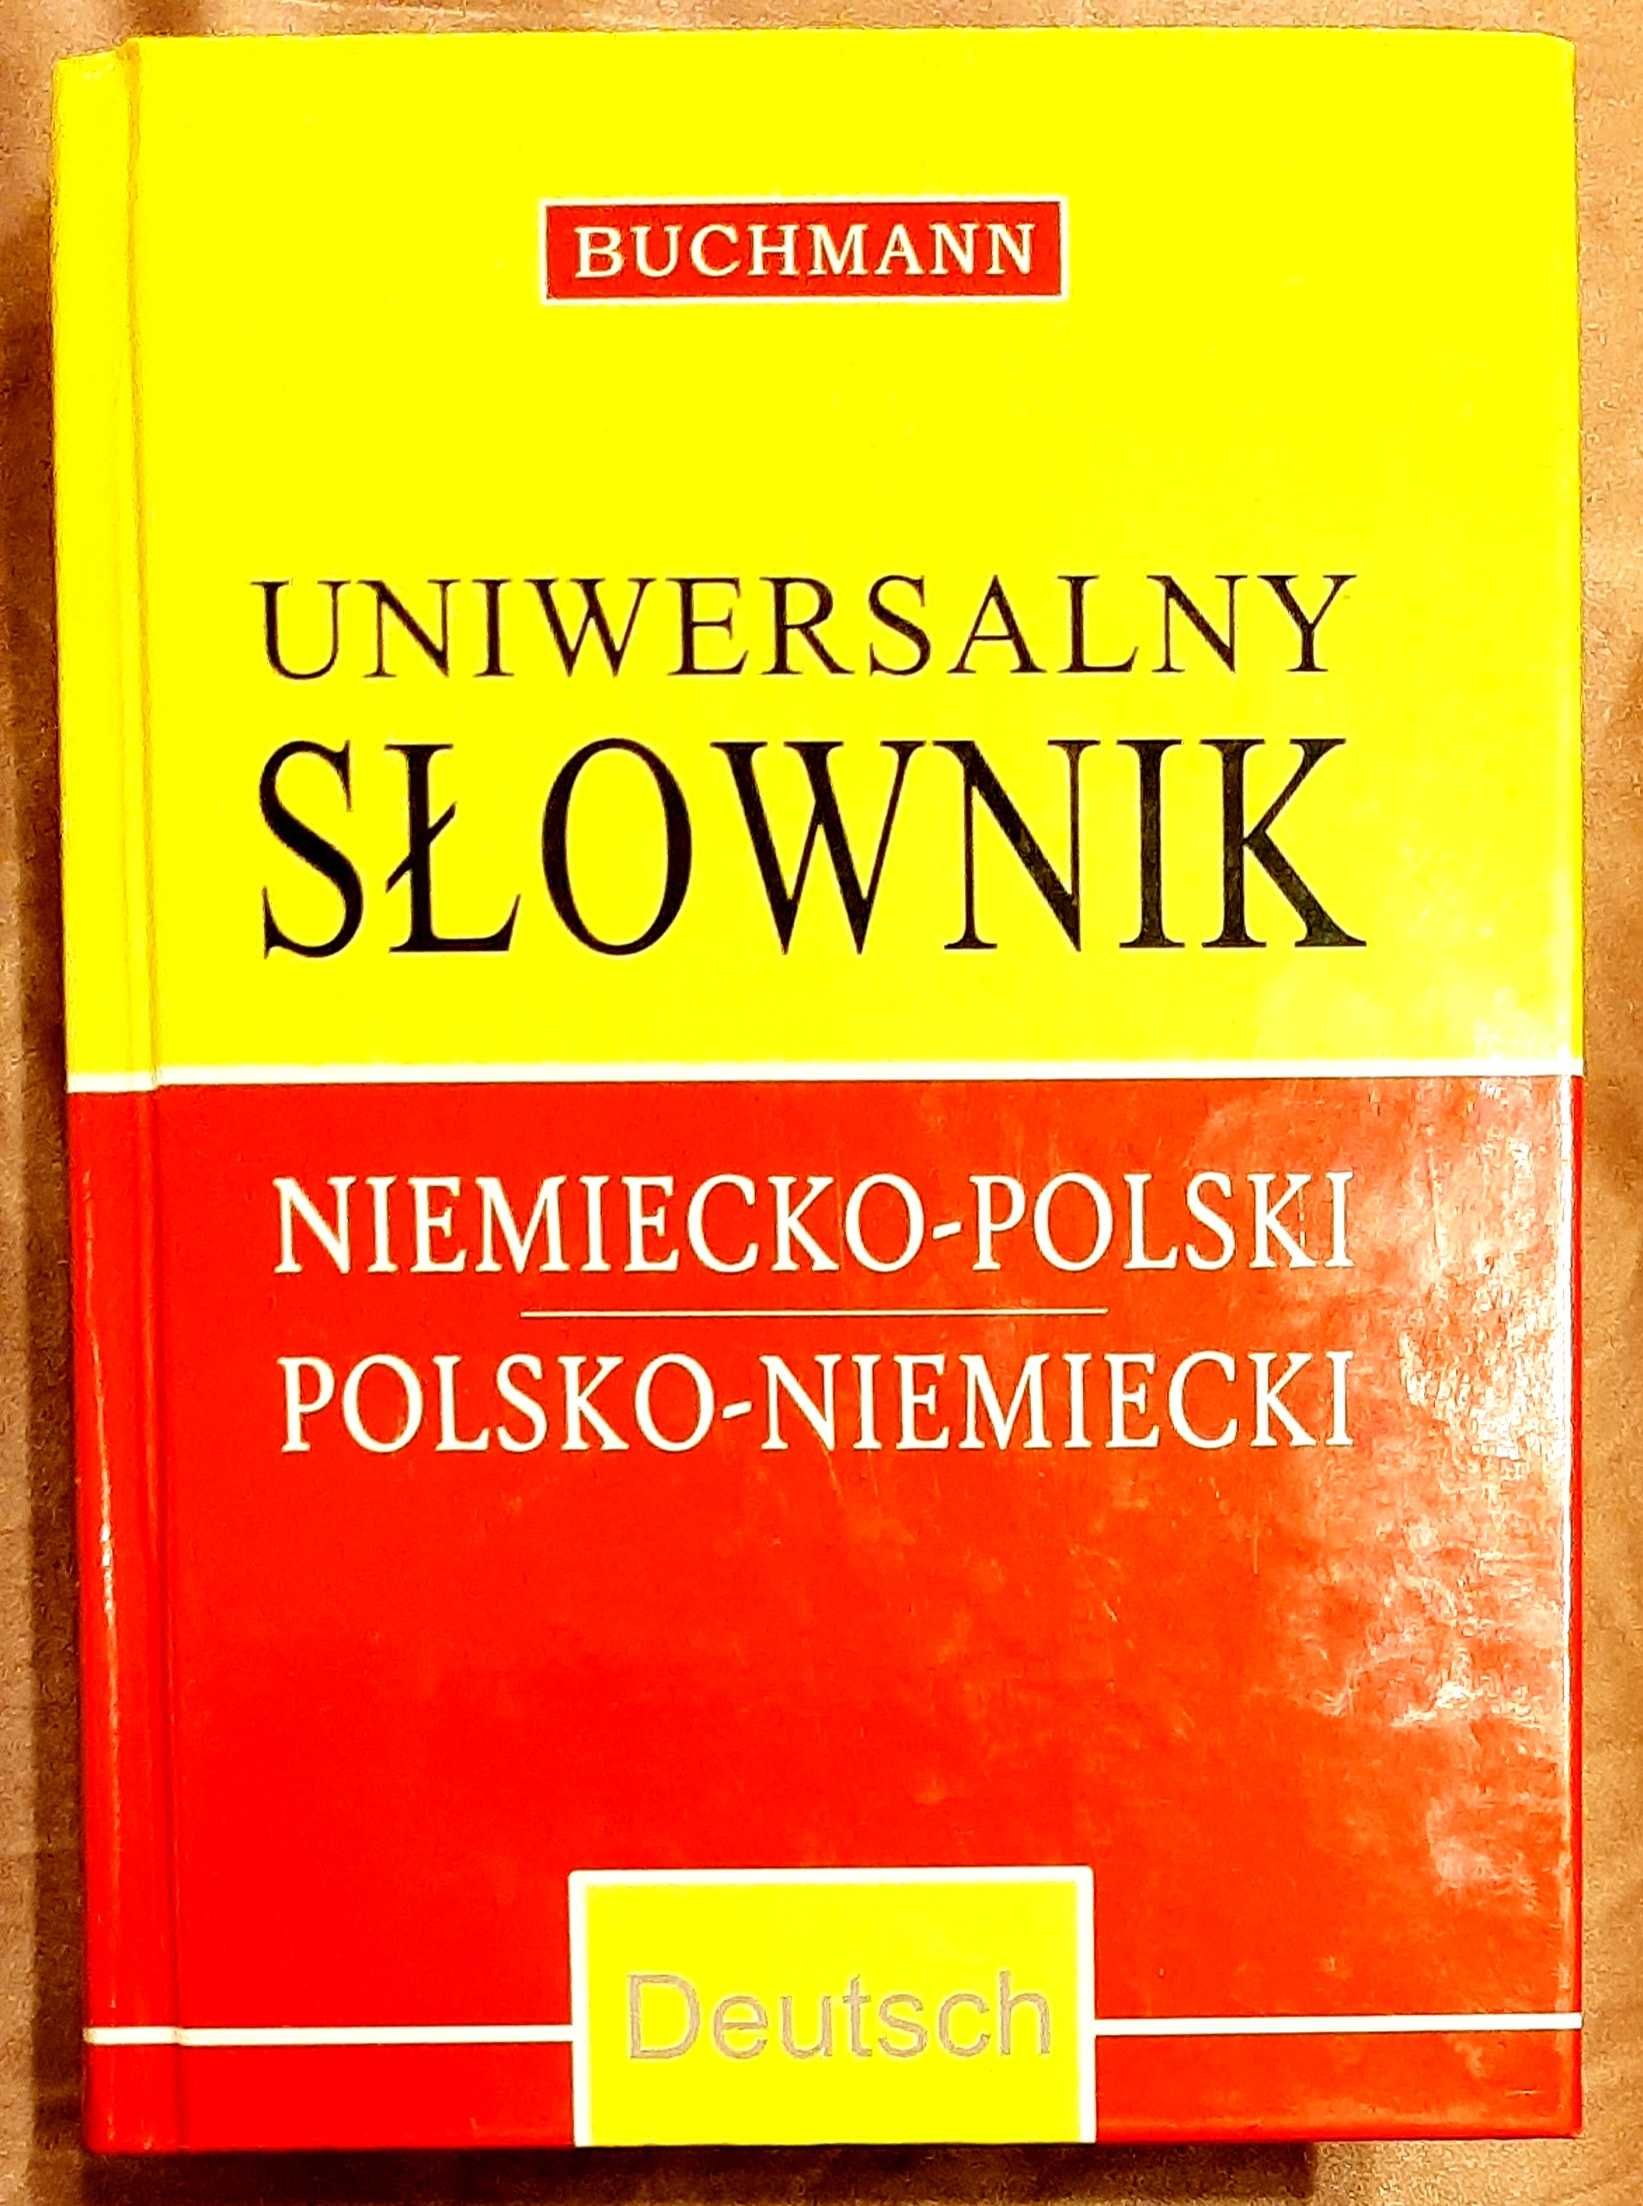 BUCHMANN
UNIWERSALNY
SŁOWNIK
NIEMIECKO-POLSKI
POLSKO-NIEMIECKI
Deutsch